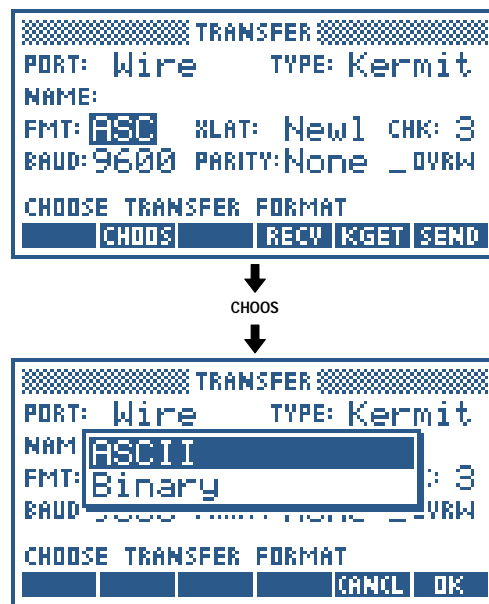 TRANSFER
PORT: Wire TYPE: Kermit
NAME:
FMT: ASC XLAT: Newl CHK: 3
BAUD: 9600 PARITY: None _OVRW
CHOOSE TRANSFER FORMAT
CHOOS RECV KGET SEND
CHOOS
TRANSFER
PORT: Wire TYPE: Kermit
NAM
ASCII
FMT: : 3
Binary
BAUD _OVRW
CHOOSE TRANSFER FORMAT
CANCL OK